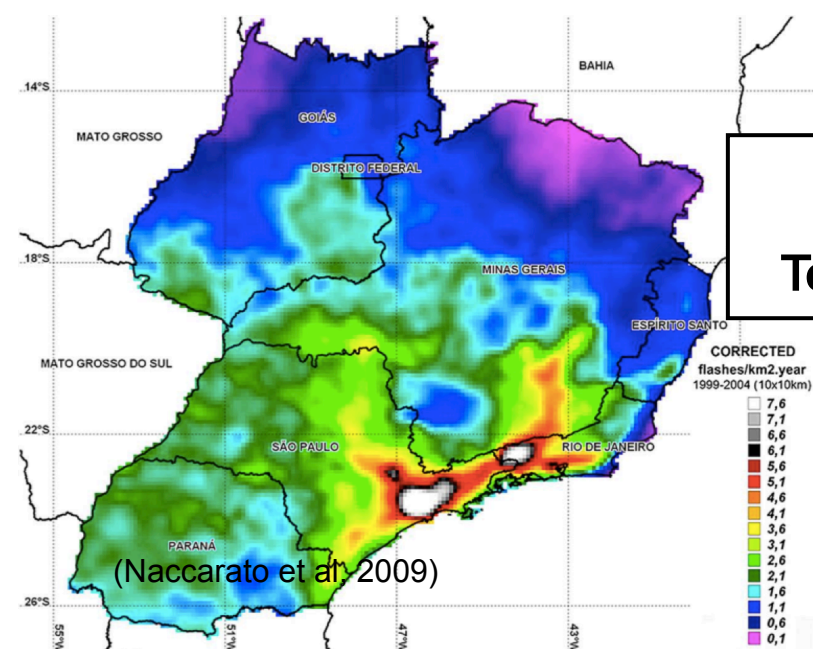 BAHIA
14°S
GOIÁS
MATO GROSSO
DISTRITO FEDERAL
18°S
MINAS GERAIS
ESPÍRITO SANTO
MATO GROSSO DO SUL
CORRECTED
flashes/km2.year
1999-2004 (10x10km)
7,6
7,1
6,6
6,1
5,6
5,1
4,6
4,1
3,6
3,1
2,6
2,1
1,6
1,1
0,6
0,1
22°S
SÃO PAULO
RIO DE JANEIRO
PARANÁ
(Naccarato et al. 2009)
26°S
55°W
51°W
47°W
43°W